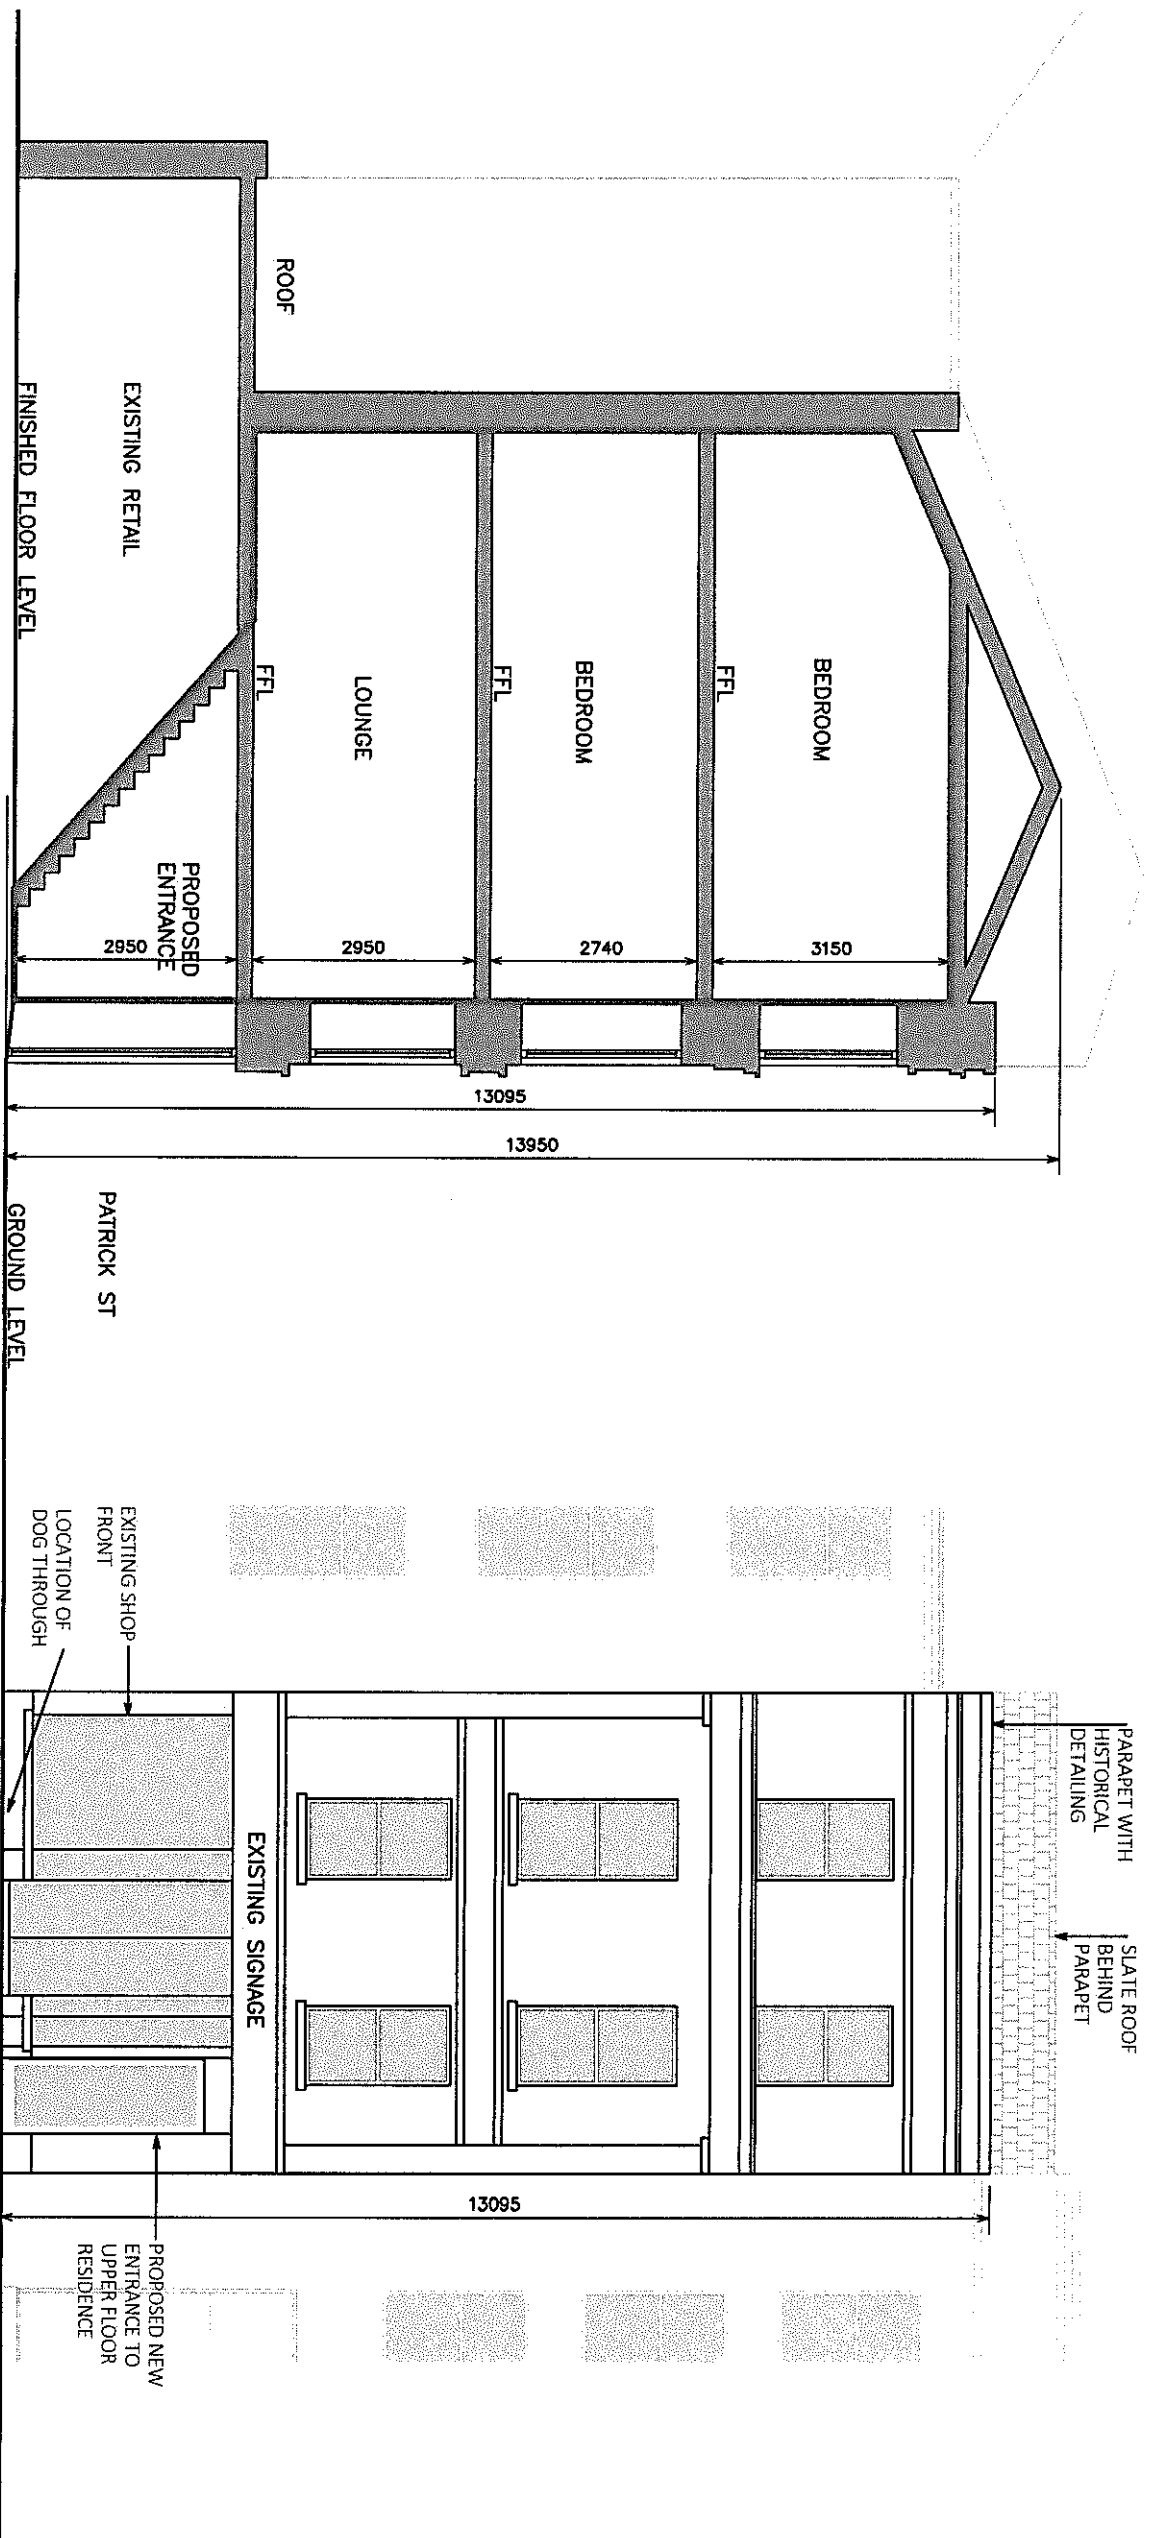 ROOF
BEDROOM
FFL
BEDROOM
FFL
LOUNGE
FFL
EXISTING RETAIL
FINISHED FLOOR LEVEL
PROPOSED
ENTRANCE
3150
2740
2950
2950
13095
13950
PATRICK ST
GROUND LEVEL
PARAPET WITH
HISTORICAL
DETAILING
SLATE ROOF
BEHIND
PARAPET
EXISTING SIGNAGE
EXISTING SHOP
FRONT
LOCATION OF
DOG THROUGH
13095
PROPOSED NEW
ENTRANCE TO
UPPER FLOOR
RESIDENCE